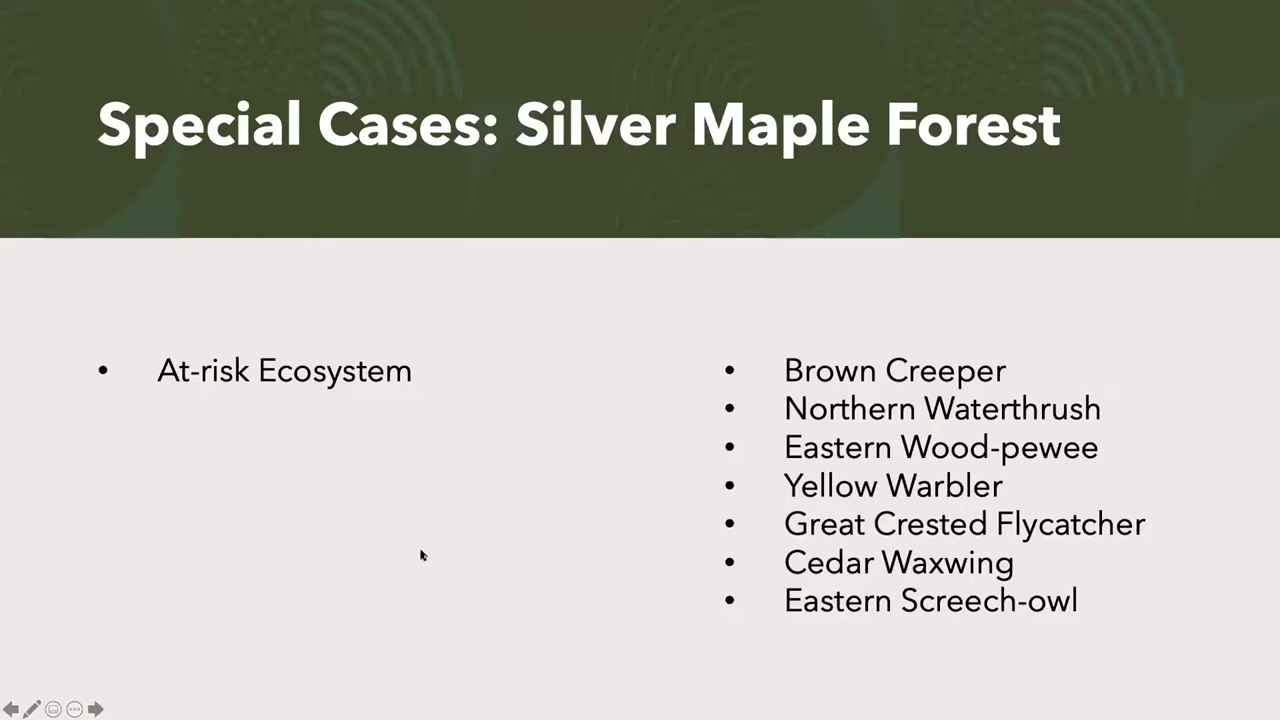 Special Cases: Silver Maple Forest
• At-risk Ecosystem
• Brown Creeper
• Northern Waterthrush
• Eastern Wood-pewee
• Yellow Warbler
• Great Crested Flycatcher
• Cedar Waxwing
• Eastern Screech-owl